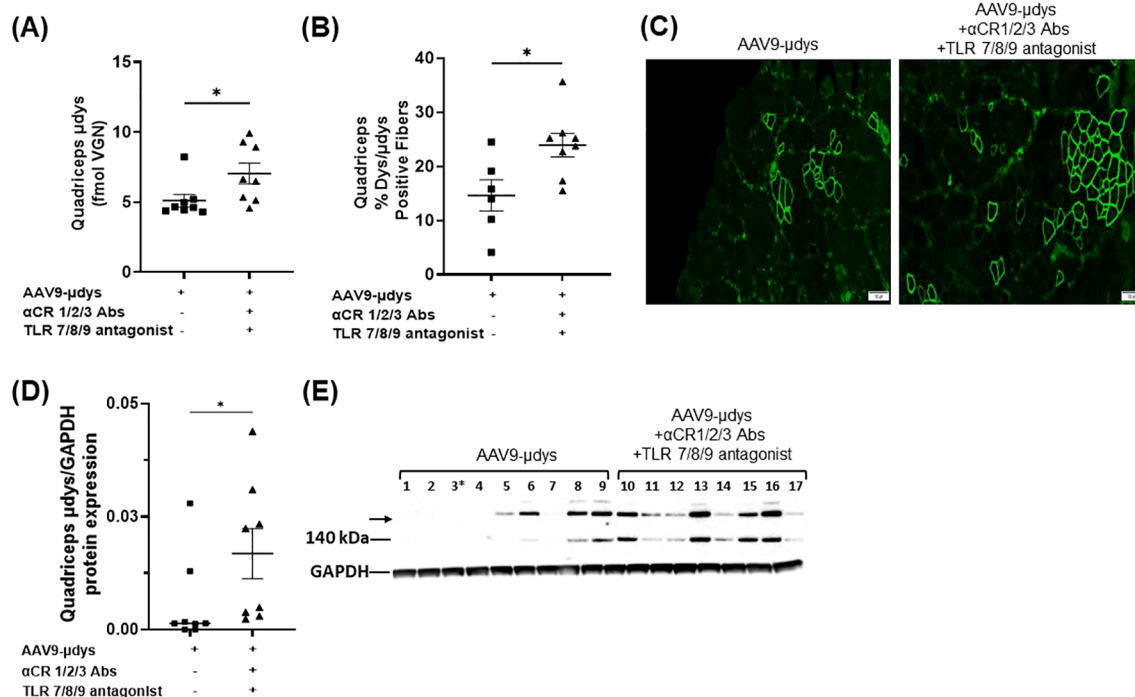 (A)
15
10
5
0
Quadriceps µdys
(fmol VGN)
*
AAV9-µdys + +
αCR 1/2/3 Abs - +
TLR 7/8/9 antagonist - +
(B)
40
30
20
10
0
Quadriceps
% Dys/µdys
Positive Fibers
*
AAV9-µdys + +
αCR 1/2/3 Abs - +
TLR 7/8/9 antagonist - +
(C)
AAV9-µdys
AAV9-µdys
+αCR1/2/3 Abs
+TLR 7/8/9 antagonist
(D)
0.05
0.03
0.00
Quadriceps µdys/GAPDH
protein expression
*
AAV9-µdys + +
αCR 1/2/3 Abs - +
TLR 7/8/9 antagonist - +
(E)
AAV9-µdys
AAV9-µdys
+αCR1/2/3 Abs
+TLR 7/8/9 antagonist
1 2 3* 4 5 6 7 8 9 10 11 12 13 14 15 16 17
140 kDa
GAPDH